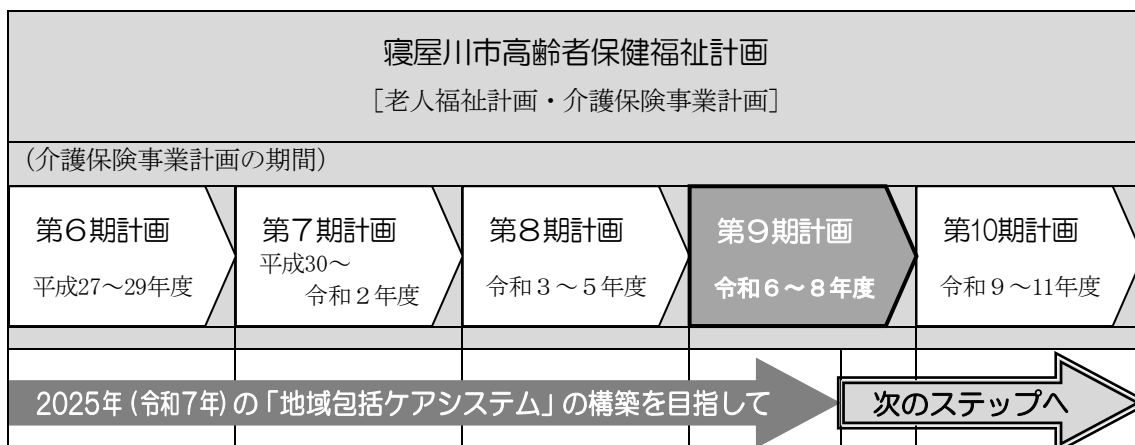 寝屋川市高齢者保健福祉計画
［老人福祉計画・介護保険事業計画］
（介護保険事業計画の期間）
第６期計画
平成27～29年度
第７期計画
平成30～
令和２年度
第８期計画
令和３～５年度
第９期計画
令和６～８年度
第10期計画
令和９～11年度
2025年（令和7年）の「地域包括ケアシステム」の構築を目指して
次のステップへ